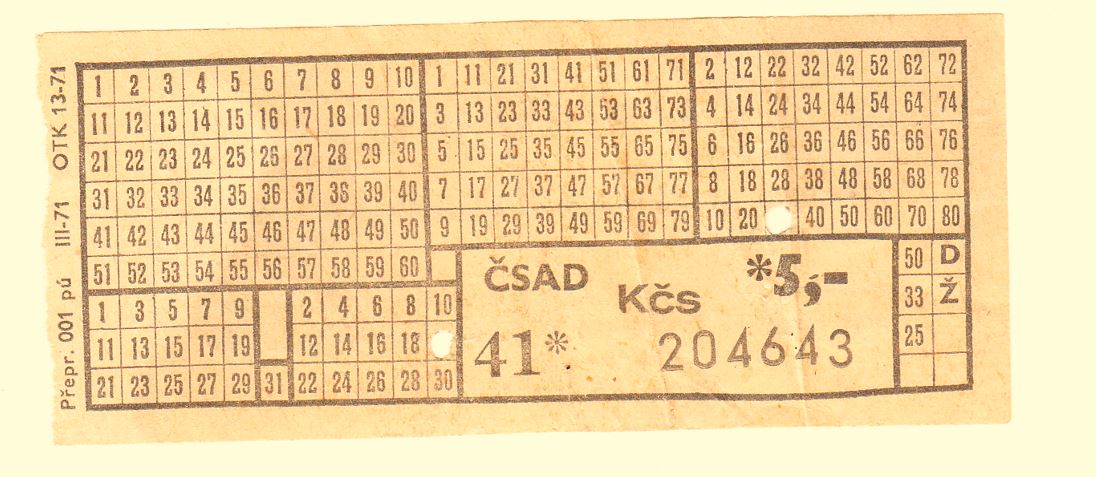 Přepr. 001 pú III-71 OTK 13-71
1 2 3 4 5 6 7 8 9 10 1 11 21 31 41 51 61 71 2 12 22 32 42 52 62 72
11 12 13 14 15 16 17 18 19 20 3 13 23 33 43 53 63 73 4 14 24 34 44 54 64 74
21 22 23 24 25 26 27 28 29 30 5 15 25 35 45 55 65 75 6 16 26 36 46 56 66 76
31 32 33 34 35 36 37 38 39 40 7 17 27 37 47 57 67 77 8 18 28 38 48 58 68 78
41 42 43 44 45 46 47 48 49 50 9 19 29 39 49 59 69 79 10 20 40 50 60 70 80
51 52 53 54 55 56 57 58 59 60 ČSAD *5,- 50 D
1 3 5 7 9 2 4 6 8 10 Kčs 33 Ž
11 13 15 17 19 12 14 16 18 41* 204643 25
21 23 25 27 29 31 22 24 26 28 30